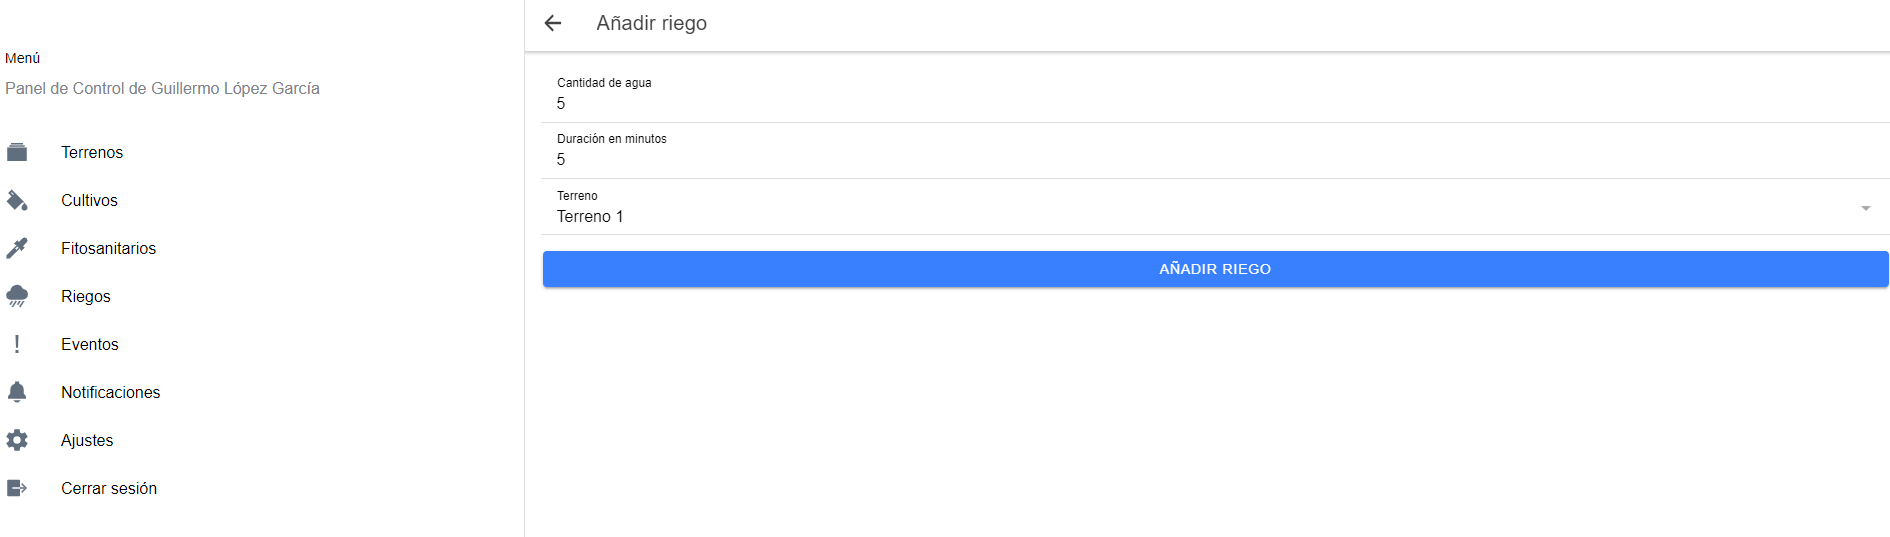 Menú
Panel de Control de Guillermo López García
Terrenos
Cultivos
Fitosanitarios
Riegos
Eventos
Notificaciones
Ajustes
Cerrar sesión
Añadir riego
Cantidad de agua
5
Duración en minutos
5
Terreno
Terreno 1
AÑADIR RIEGO